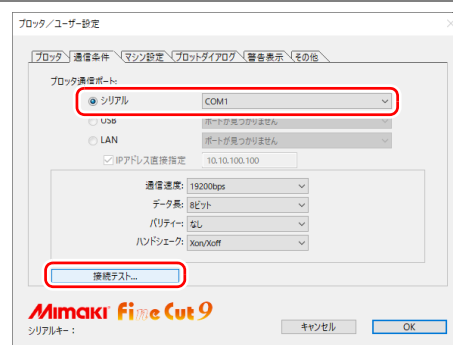 プロッタ／ユーザー設定
プロッタ 通信条件 マシン設定 プロットダイアログ 警告表示 その他
プロッタ通信ポート:
シリアル COM1
USB ポートが見つかりません
LAN ポートが見つかりません
IPアドレス直接指定 10.10.100.100
通信速度: 19200bps
データ長: 8ビット
パリティー: なし
ハンドシェーク: Xon/Xoff
接続テスト...
Mimaki Fine Cut 9
シリアルキー：
キャンセル OK